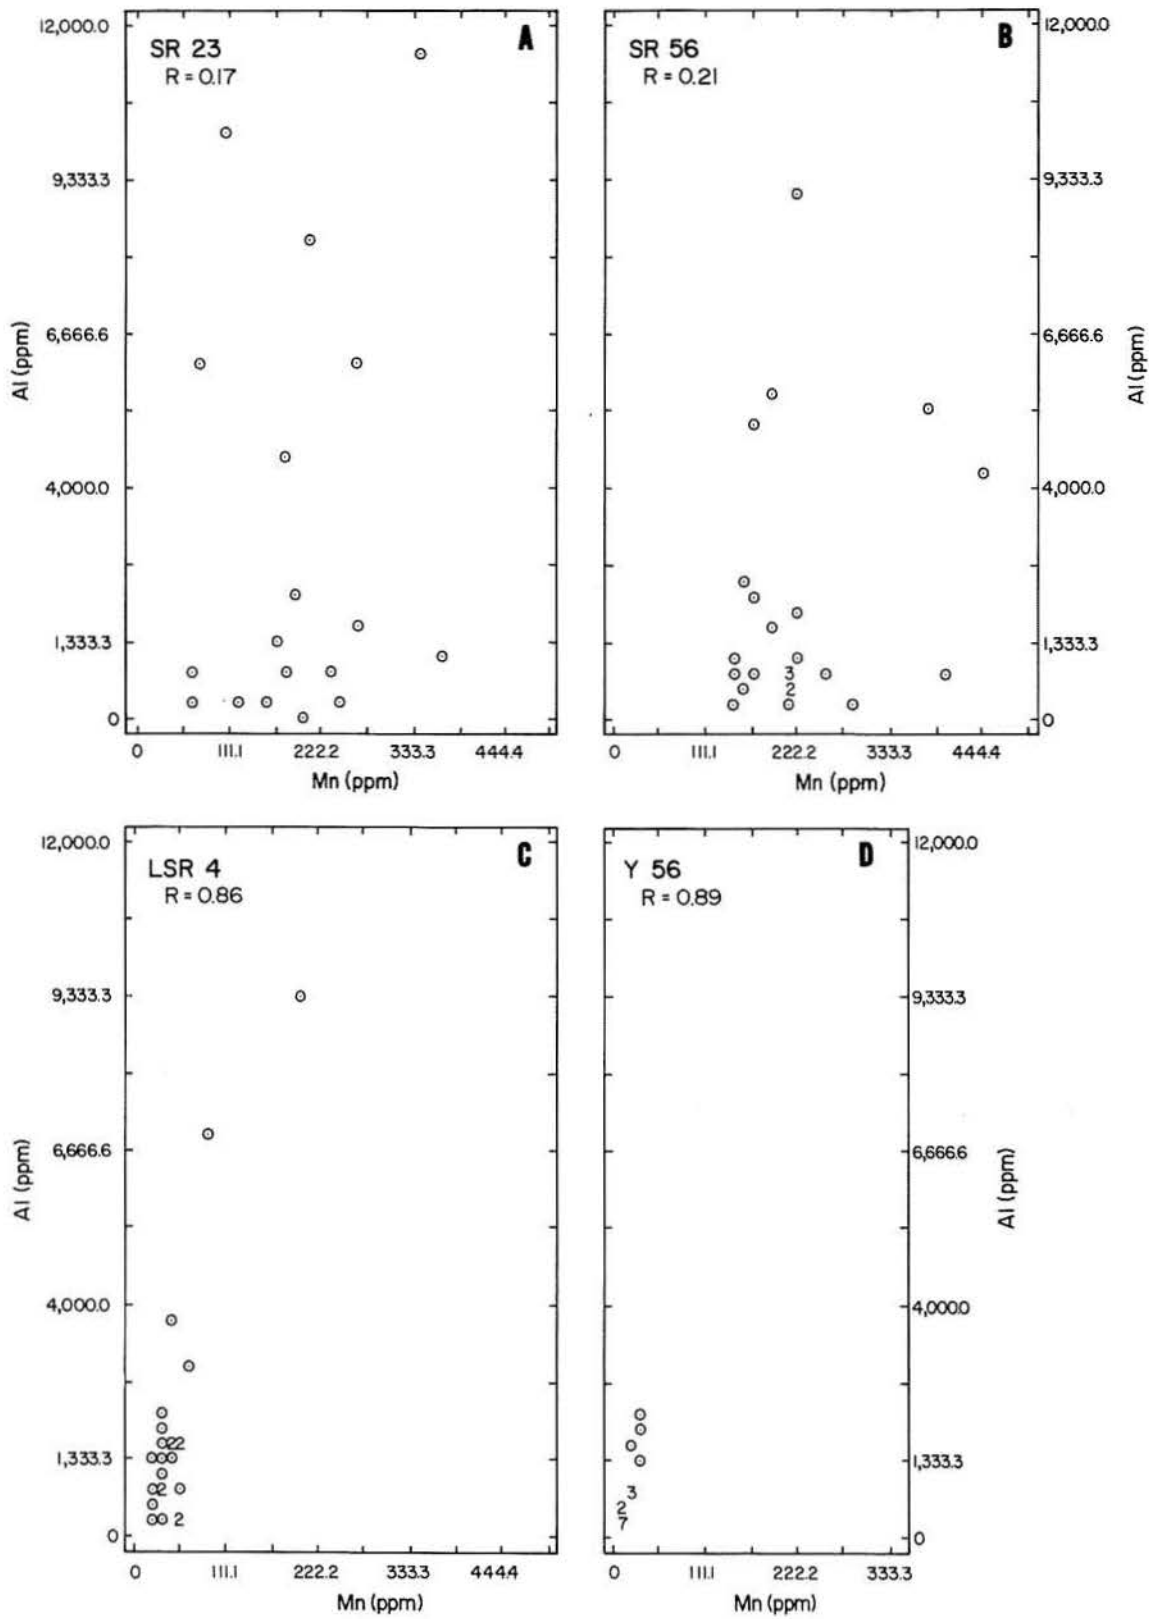 12,000.0
SR 23
A
R = 0.17
9,333.3
6,666.6
Al (ppm)
4,000.0
1,333.3
0
0 111.1 222.2 333.3 444.4
Mn (ppm)
SR 56
B
12,000.0
R = 0.21
9,333.3
6,666.6
Al (ppm)
4,000.0
1,333.3
3
2
0
0 111.1 222.2 333.3 444.4
Mn (ppm)
12,000.0
LSR 4
C
R = 0.86
9,333.3
6,666.6
Al (ppm)
4,000.0
22
1,333.3
2
2
0
0 111.1 222.2 333.3 444.4
Mn (ppm)
Y 56
D
12,000.0
R = 0.89
9,333.3
6,666.6
Al (ppm)
4,000.0
1,333.3
3
2
7
0
0 111.1 222.2 333.3
Mn (ppm)